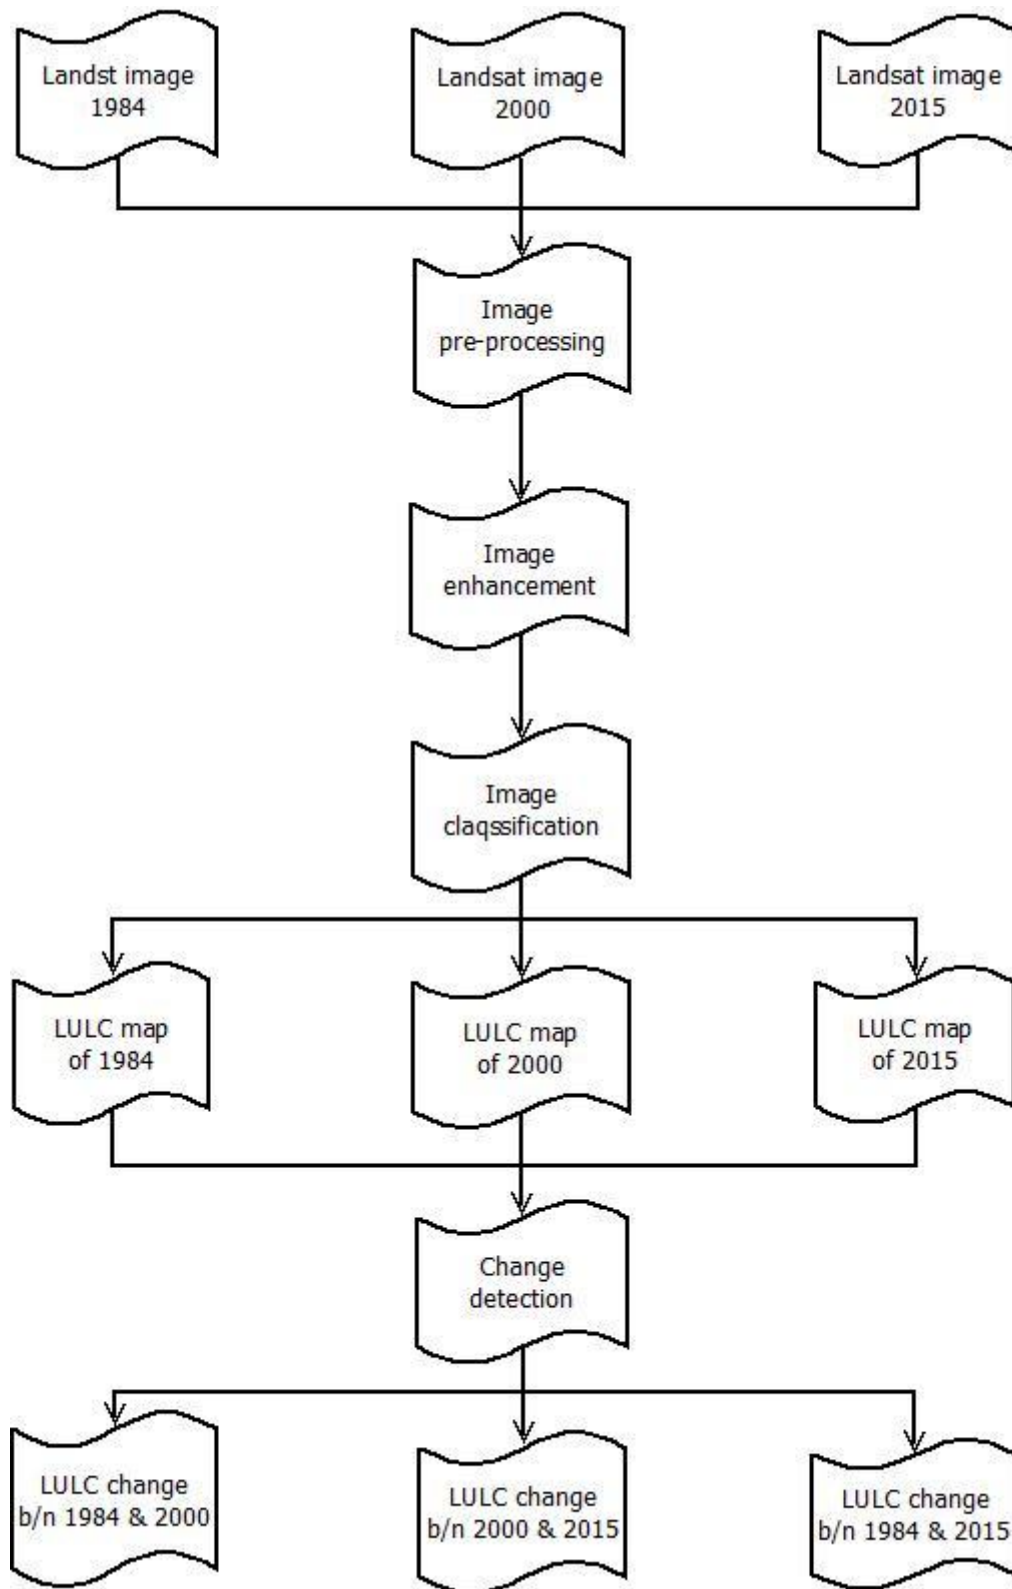 Landst image
1984
Landsat image
2000
Landsat image
2015
Image
pre-processing
Image
enhancement
Image
claqssification
LULC map
of 1984
LULC map
of 2000
LULC map
of 2015
Change
detection
LULC change
b/n 1984 & 2000
LULC change
b/n 2000 & 2015
LULC change
b/n 1984 & 2015